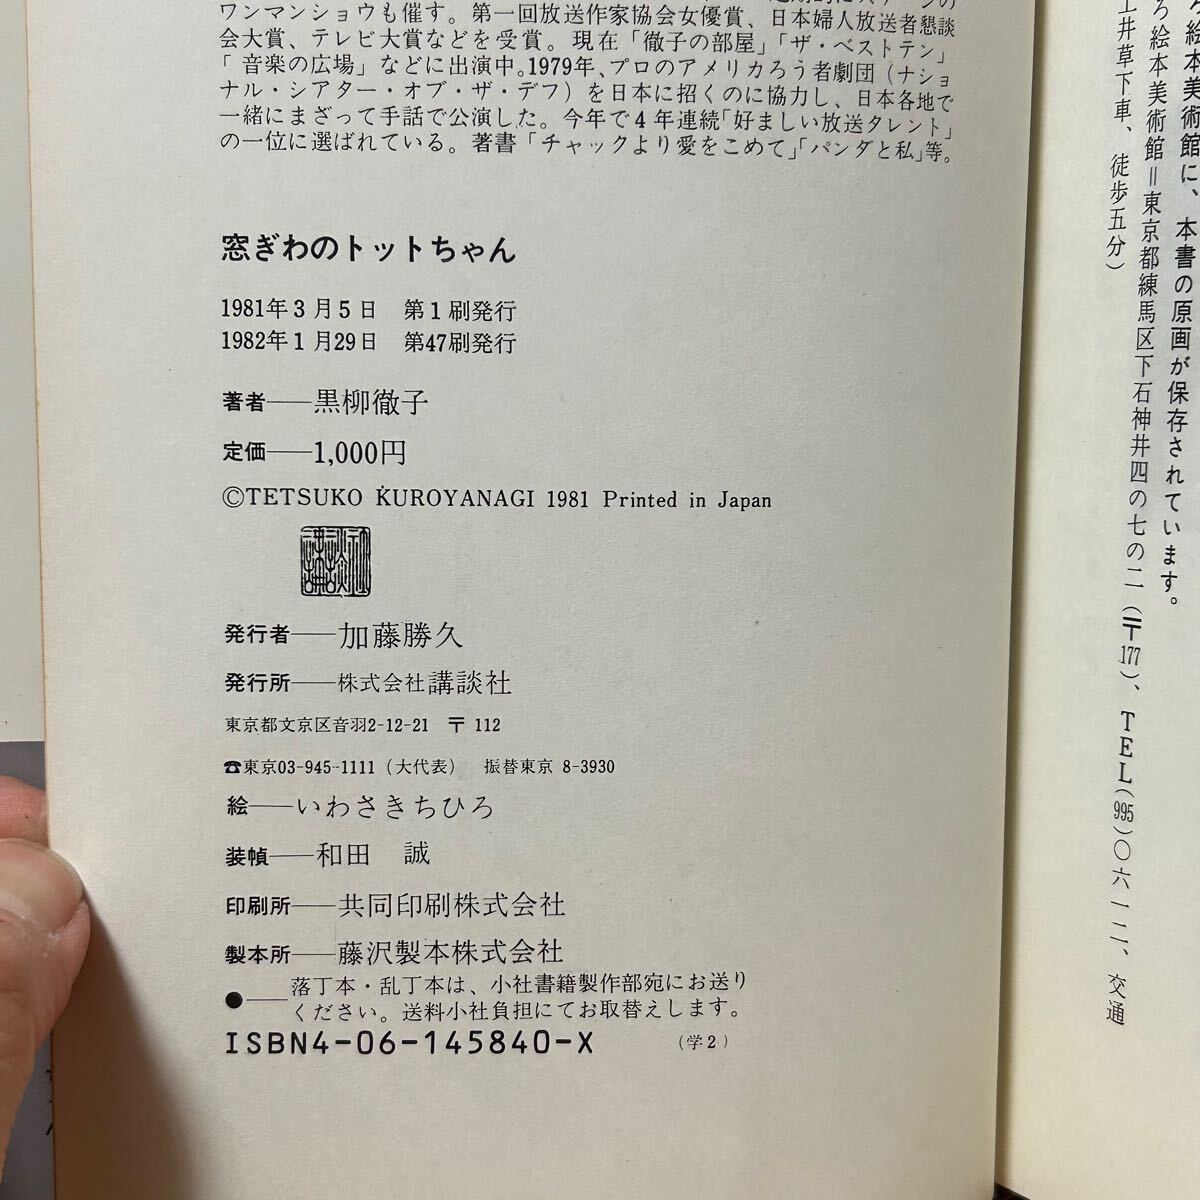 ワンマンショウも催す。第一回放送作家協会女優賞、日本婦人放送者懇談
会大賞、テレビ大賞などを受賞。現在「徹子の部屋」「ザ・ベストテン」
「音楽の広場」などに出演中。1979年、プロのアメリカろう者劇団(ナショ
ナル・シアター・オブ・ザ・デフ)を日本に招くのに協力し、日本各地で
一緒にまざって手話で公演した。今年で4年連続「好ましい放送タレント」
の一位に選ばれている。著書「チャックより愛をこめて」「パンダと私」等。
窓ぎわのトットちゃん
1981年3月5日 第1刷発行
1982年1月29日 第47刷発行
著者――黒柳徹子
定価――1,000円
©TETSUKO KUROYANAGI 1981 Printed in Japan
講談社
発行者――加藤勝久
発行所――株式会社講談社
東京都文京区音羽2-12-21 〒112
☎東京03-945-1111(大代表) 振替東京 8-3930
絵――いわさきちひろ
装幀――和田 誠
印刷所――共同印刷株式会社
製本所――藤沢製本株式会社
●――落丁本・乱丁本は、小社書籍製作部宛にお送り
ください。送料小社負担にてお取替えします。
ISBN4-06-145840-X (学2)
ろ絵本美術館に、本書の原画が保存されています。
ろ絵本美術館＝東京都練馬区下石神井四の七の二(〒177)、TEL(995)〇六一二、交通
井草下車、徒歩五分)